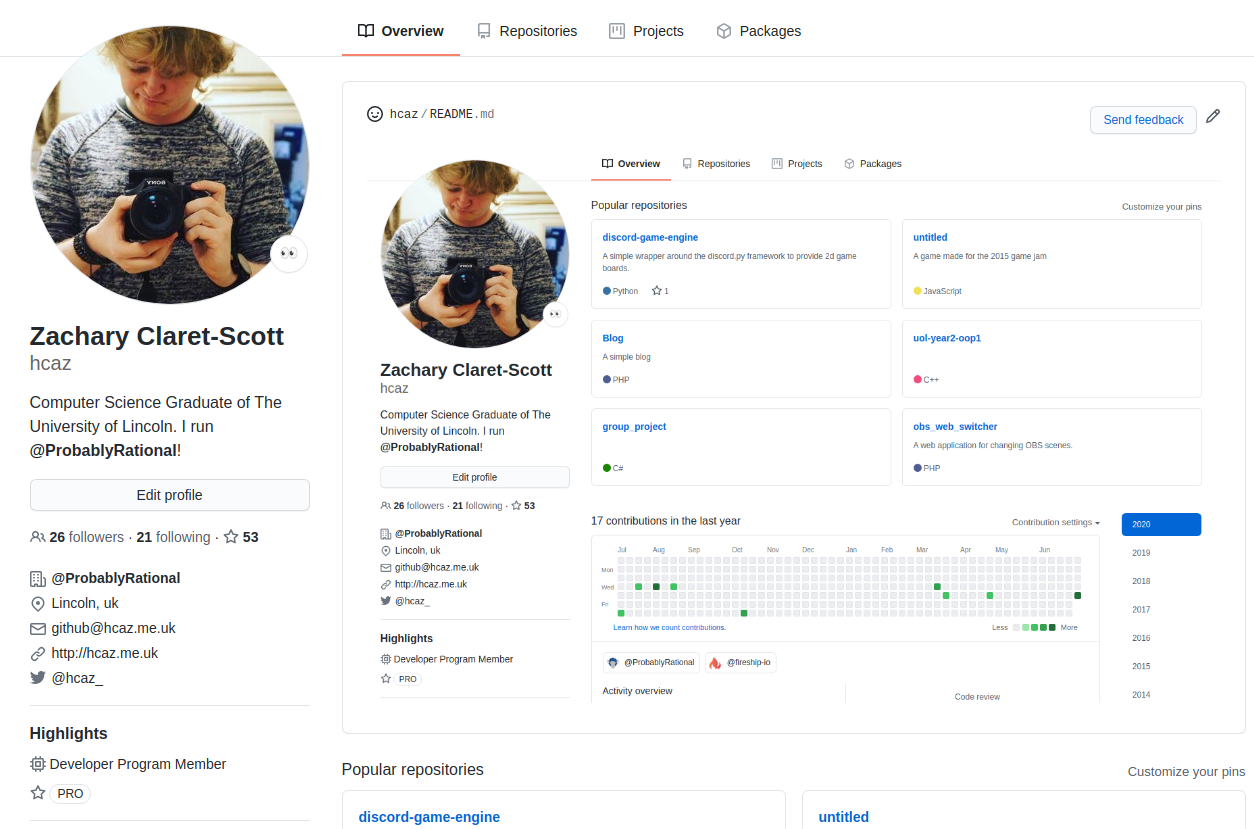 Overview
Repositories
Projects
Packages
SONY
Zachary Claret-Scott
hcaz
Computer Science Graduate of The
University of Lincoln. I run
@ProbablyRational!
Edit profile
26 followers · 21 following · 53
@ProbablyRational
Lincoln, uk
github@hcaz.me.uk
http://hcaz.me.uk
@hcaz_
Highlights
Developer Program Member
PRO
hcaz/README.md
Send feedback
Overview
Repositories
Projects
Packages
SONY
Zachary Claret-Scott
hcaz
Computer Science Graduate of The
University of Lincoln. I run
@ProbablyRational!
Edit profile
26 followers · 21 following · 53
@ProbablyRational
Lincoln, uk
github@hcaz.me.uk
http://hcaz.me.uk
@hcaz_
Highlights
Developer Program Member
PRO
Popular repositories
Customize your pins
discord-game-engine
A simple wrapper around the discord.py framework to provide 2d game
boards.
Python 1
untitled
A game made for the 2015 game jam
JavaScript
Blog
A simple blog
PHP
uol-year2-oop1
C++
group_project
C#
obs_web_switcher
A web application for changing OBS scenes.
PHP
17 contributions in the last year
Contribution settings
Jul Aug Sep Oct Nov Dec Jan Feb Mar Apr May Jun
Mon
Wed
Fri
Learn how we count contributions.
Less More
@ProbablyRational
@fireship-io
Activity overview
Code review
2020
2019
2018
2017
2016
2015
2014
Popular repositories
Customize your pins
discord-game-engine
untitled